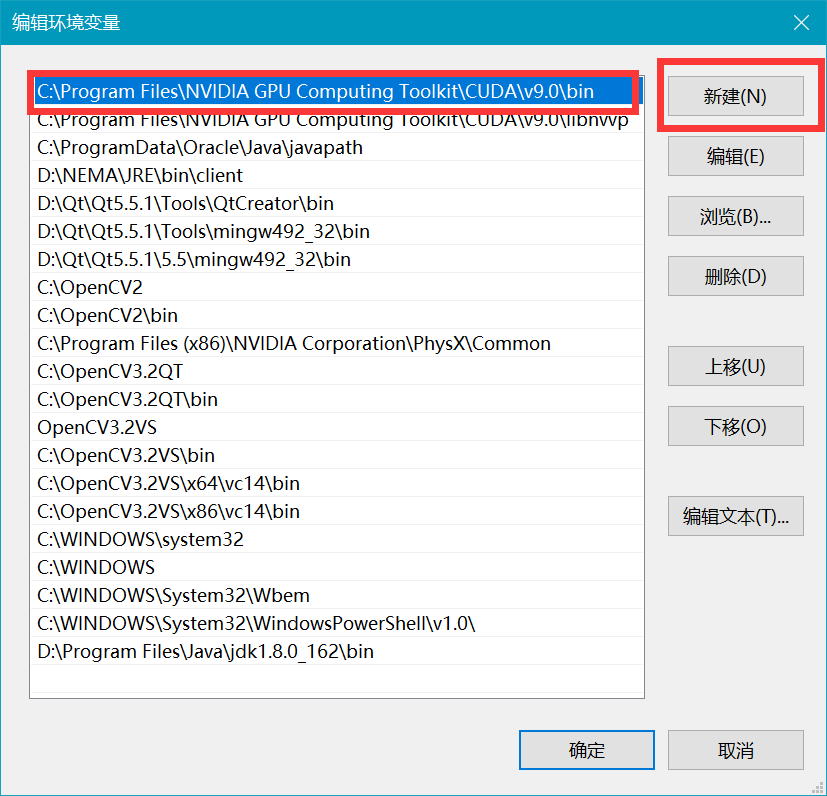 编辑环境变量
C:\Program Files\NVIDIA GPU Computing Toolkit\CUDA\v9.0\bin
新建(N)
C:\Program Files\NVIDIA GPU Computing Toolkit\CUDA\v9.0\libnvvp
C:\ProgramData\Oracle\Java\javapath
编辑(E)
D:\NEMA\JRE\bin\client
D:\Qt\Qt5.5.1\Tools\QtCreator\bin
浏览(B)...
D:\Qt\Qt5.5.1\Tools\mingw492_32\bin
D:\Qt\Qt5.5.1\5.5\mingw492_32\bin
删除(D)
C:\OpenCV2
C:\OpenCV2\bin
C:\Program Files (x86)\NVIDIA Corporation\PhysX\Common
上移(U)
C:\OpenCV3.2QT
C:\OpenCV3.2QT\bin
下移(O)
OpenCV3.2VS
C:\OpenCV3.2VS\bin
C:\OpenCV3.2VS\x64\vc14\bin
C:\OpenCV3.2VS\x86\vc14\bin
编辑文本(T)...
C:\WINDOWS\system32
C:\WINDOWS
C:\WINDOWS\System32\Wbem
C:\WINDOWS\System32\WindowsPowerShell\v1.0\
D:\Program Files\Java\jdk1.8.0_162\bin
确定
取消